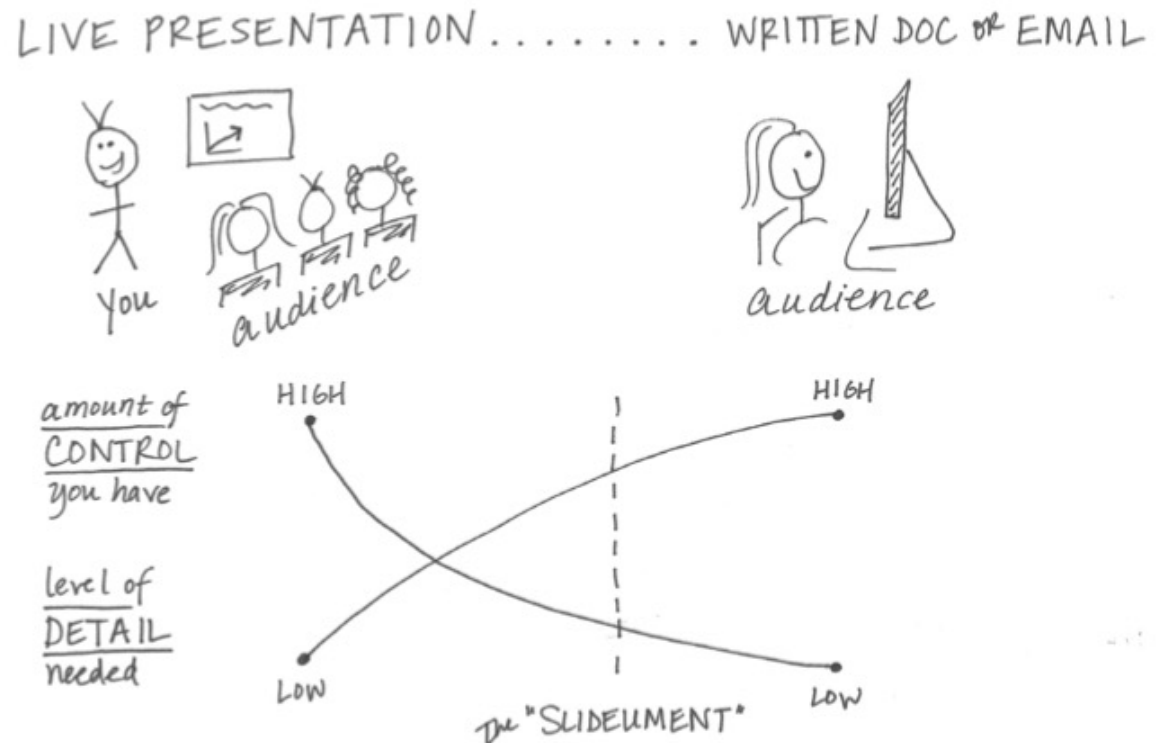 LIVE PRESENTATION ........ WRITTEN DOC OR EMAIL
you
audience
audience
amount of
CONTROL
you have
level of
DETAIL
needed
HIGH
HIGH
LOW
LOW
The "SLIDEUMENT"